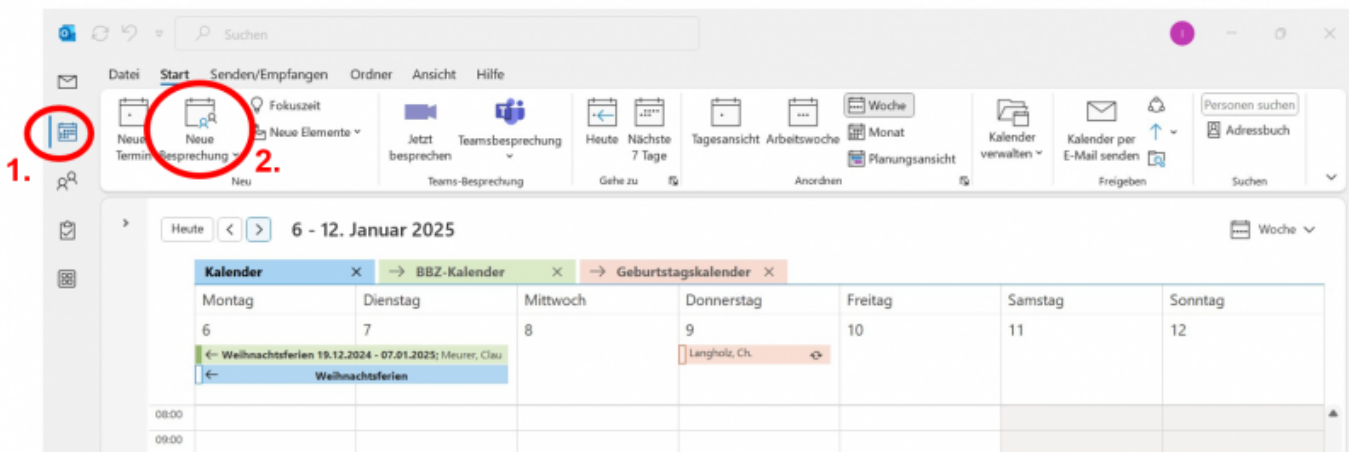 Suchen
I
Datei Start Senden/Empfangen Ordner Ansicht Hilfe
1.
2.
Neuer Termin
Neue Besprechung
Fokuszeit
Neue Elemente
Neu
Jetzt besprechen
Teamsbesprechung
Teams-Besprechung
Heute
Nächste 7 Tage
Gehe zu
Tagesansicht
Arbeitswoche
Woche
Monat
Planungsansicht
Anordnen
Kalender verwalten
Kalender per E-Mail senden
Freigeben
Personen suchen
Adressbuch
Suchen
Heute
6 - 12. Januar 2025
Woche
Kalender
BBZ-Kalender
Geburtstagskalender
Montag Dienstag Mittwoch Donnerstag Freitag Samstag Sonntag
6 7 8 9 10 11 12
Weihnachtsferien 19.12.2024 - 07.01.2025; Meurer, Clau
Langholz, Ch.
Weihnachtsferien
08:00
09:00